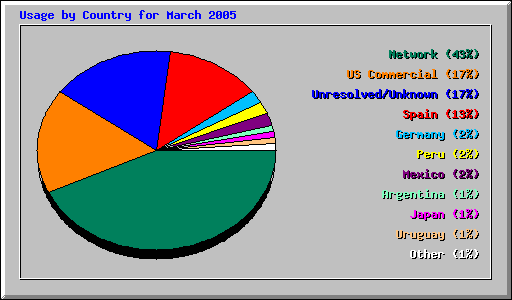 Usage by Country for March 2005
Network (43%)
US Commercial (17%)
Unresolved/Unknown (17%)
Spain (13%)
Germany (2%)
Peru (2%)
Mexico (2%)
Argentina (1%)
Japan (1%)
Uruguay (1%)
Other (1%)